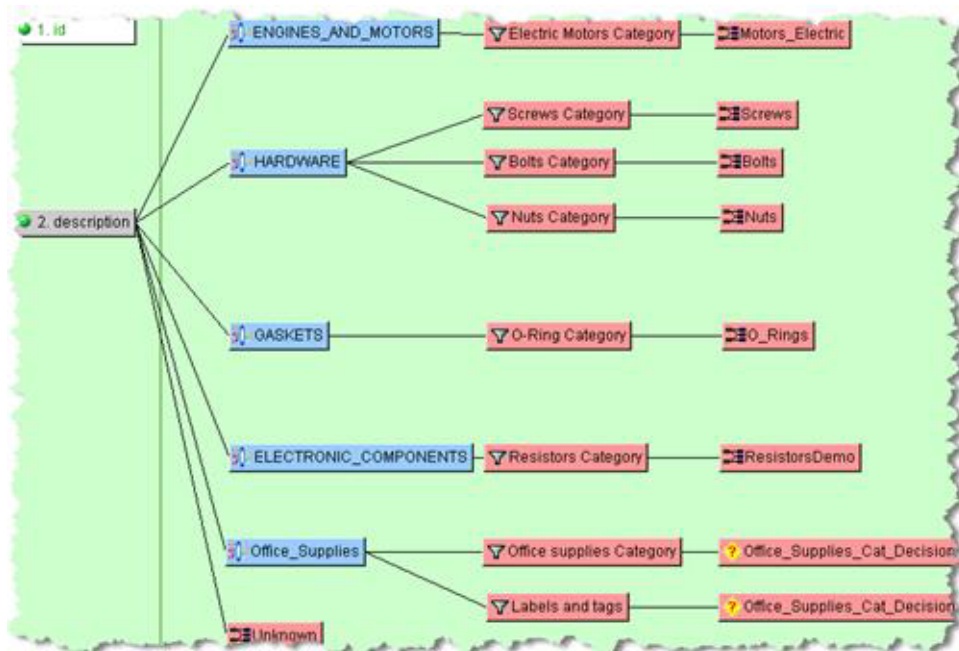 1. id
ENGINES_AND_MOTORS
Electric Motors Category
Motors_Electric
Screws Category
Screws
HARDWARE
Bolts Category
Bolts
Nuts Category
Nuts
2. description
GASKETS
O-Ring Category
O_Rings
ELECTRONIC_COMPONENTS
Resistors Category
ResistorsDemo
Office_Supplies
Office supplies Category
? Office_Supplies_Cat_Decision
Labels and tags
? Office_Supplies_Cat_Decision
Unknown